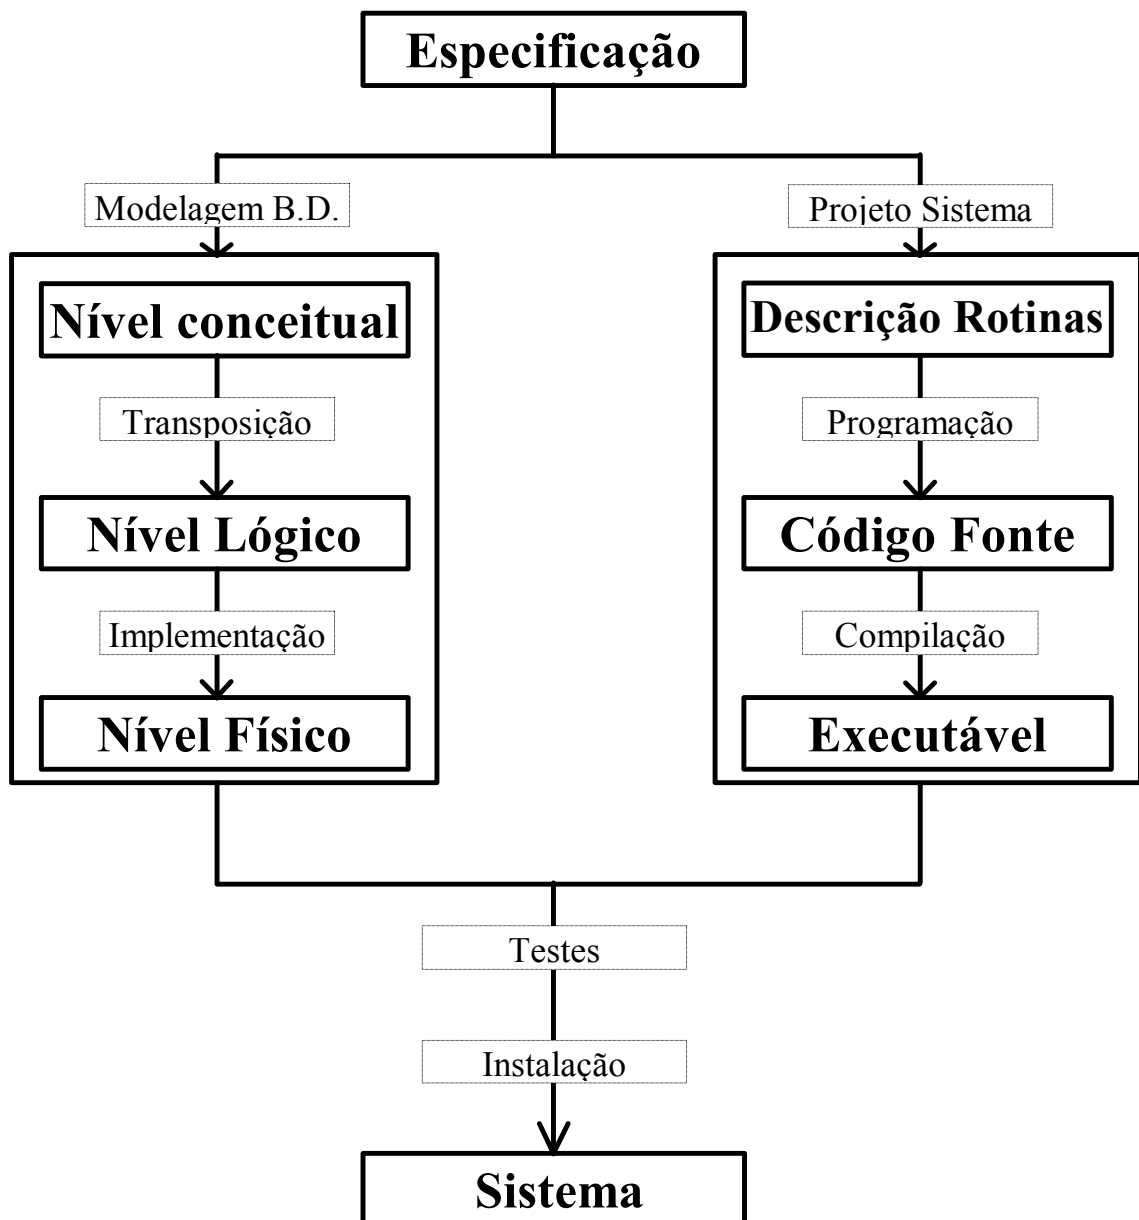 Especificação
Modelagem B.D.
Projeto Sistema
Nível conceitual
Descrição Rotinas
Transposição
Programação
Nível Lógico
Código Fonte
Implementação
Compilação
Nível Físico
Executável
Testes
Instalação
Sistema